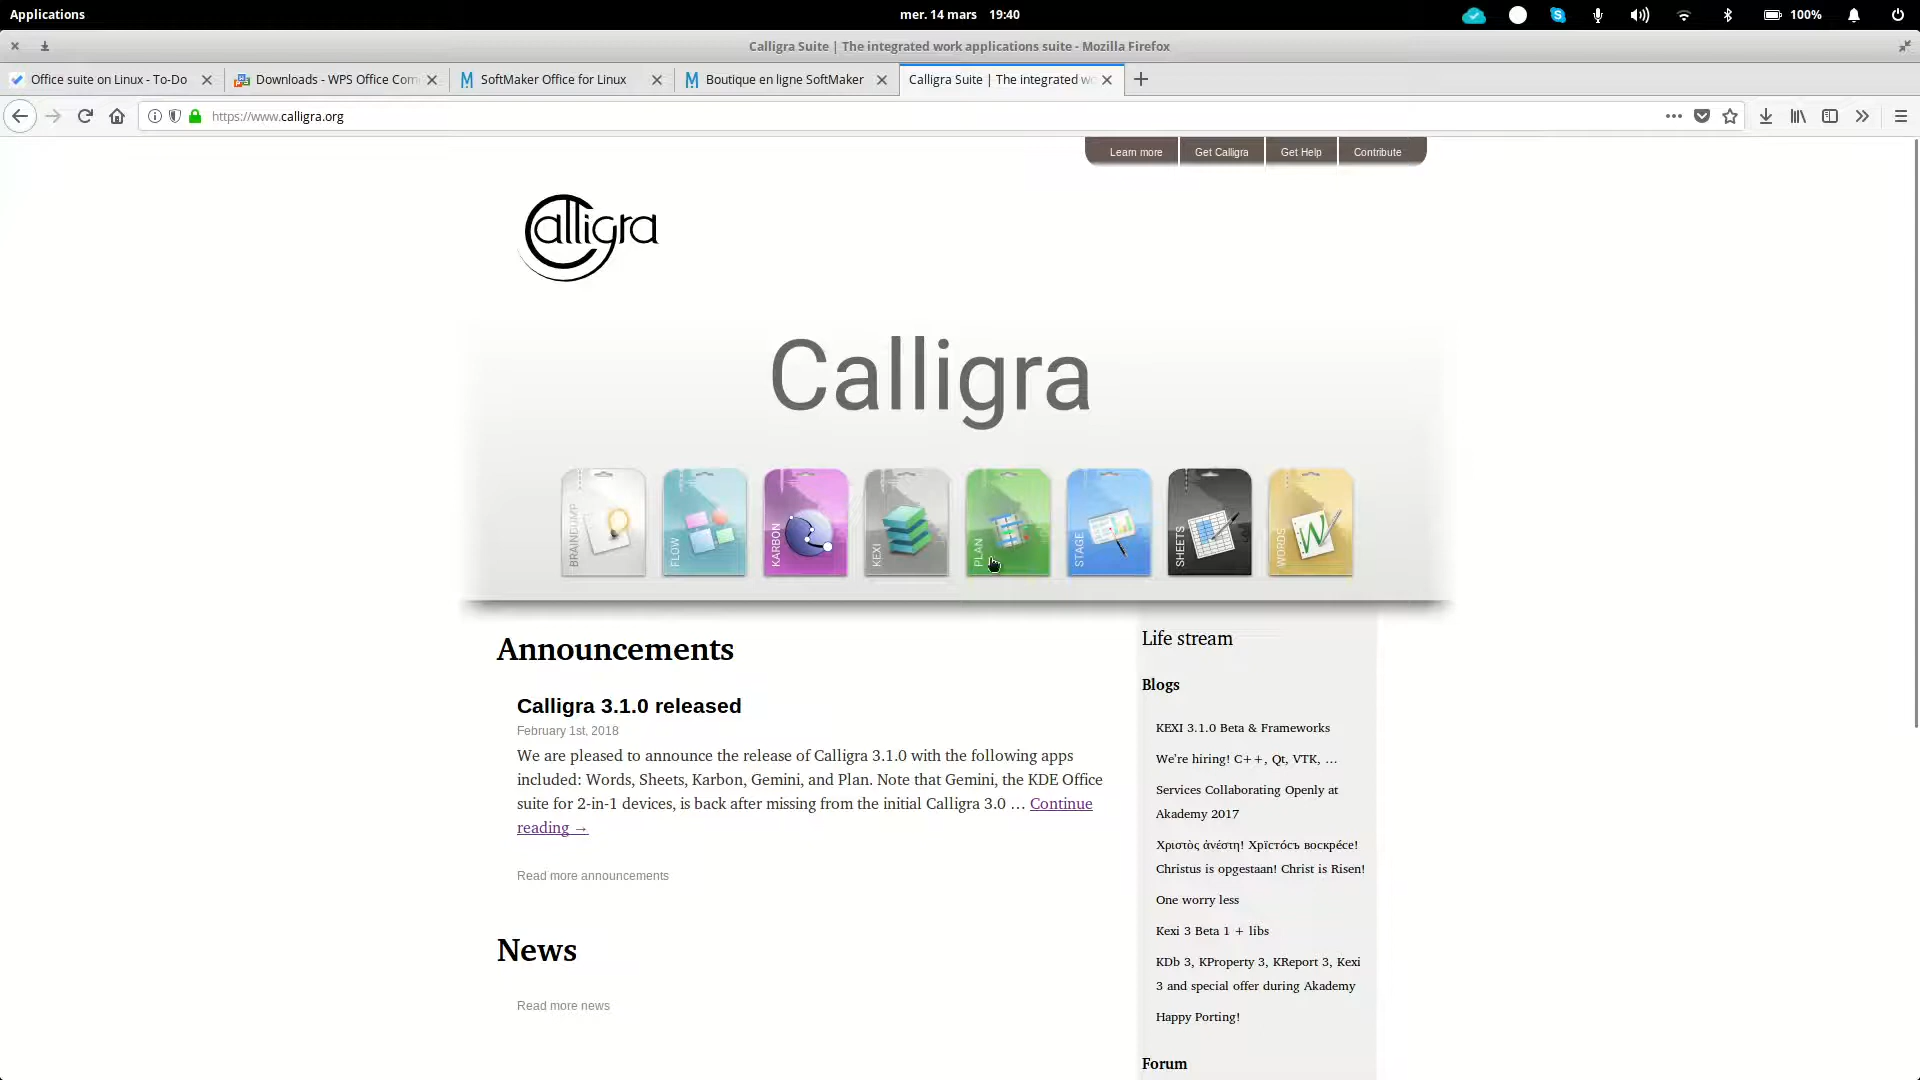 Applications
mer. 14 mars 19:40
100%
Calligra Suite | The integrated work applications suite - Mozilla Firefox
Office suite on Linux - To-Do
Downloads - WPS Office Com
SoftMaker Office for Linux
Boutique en ligne SoftMaker
Calligra Suite | The integrated wo
https://www.calligra.org
Learn more
Get Calligra
Get Help
Contribute
Calligra
Calligra
BRAINDUMP
FLOW
KARBON
KEXI
PLAN
STAGE
SHEETS
WORDS
Announcements
Calligra 3.1.0 released
February 1st, 2018
We are pleased to announce the release of Calligra 3.1.0 with the following apps
included: Words, Sheets, Karbon, Gemini, and Plan. Note that Gemini, the KDE Office
suite for 2-in-1 devices, is back after missing from the initial Calligra 3.0 … Continue
reading →
Read more announcements
News
Read more news
Life stream
Blogs
KEXI 3.1.0 Beta & Frameworks
We're hiring! C++, Qt, VTK, …
Services Collaborating Openly at
Akademy 2017
Χριστὸς ἀνέστη! Хрїсто́съ воскре́се!
Christus is opgestaan! Christ is Risen!
One worry less
Kexi 3 Beta 1 + libs
KDb 3, KProperty 3, KReport 3, Kexi
3 and special offer during Akademy
Happy Porting!
Forum